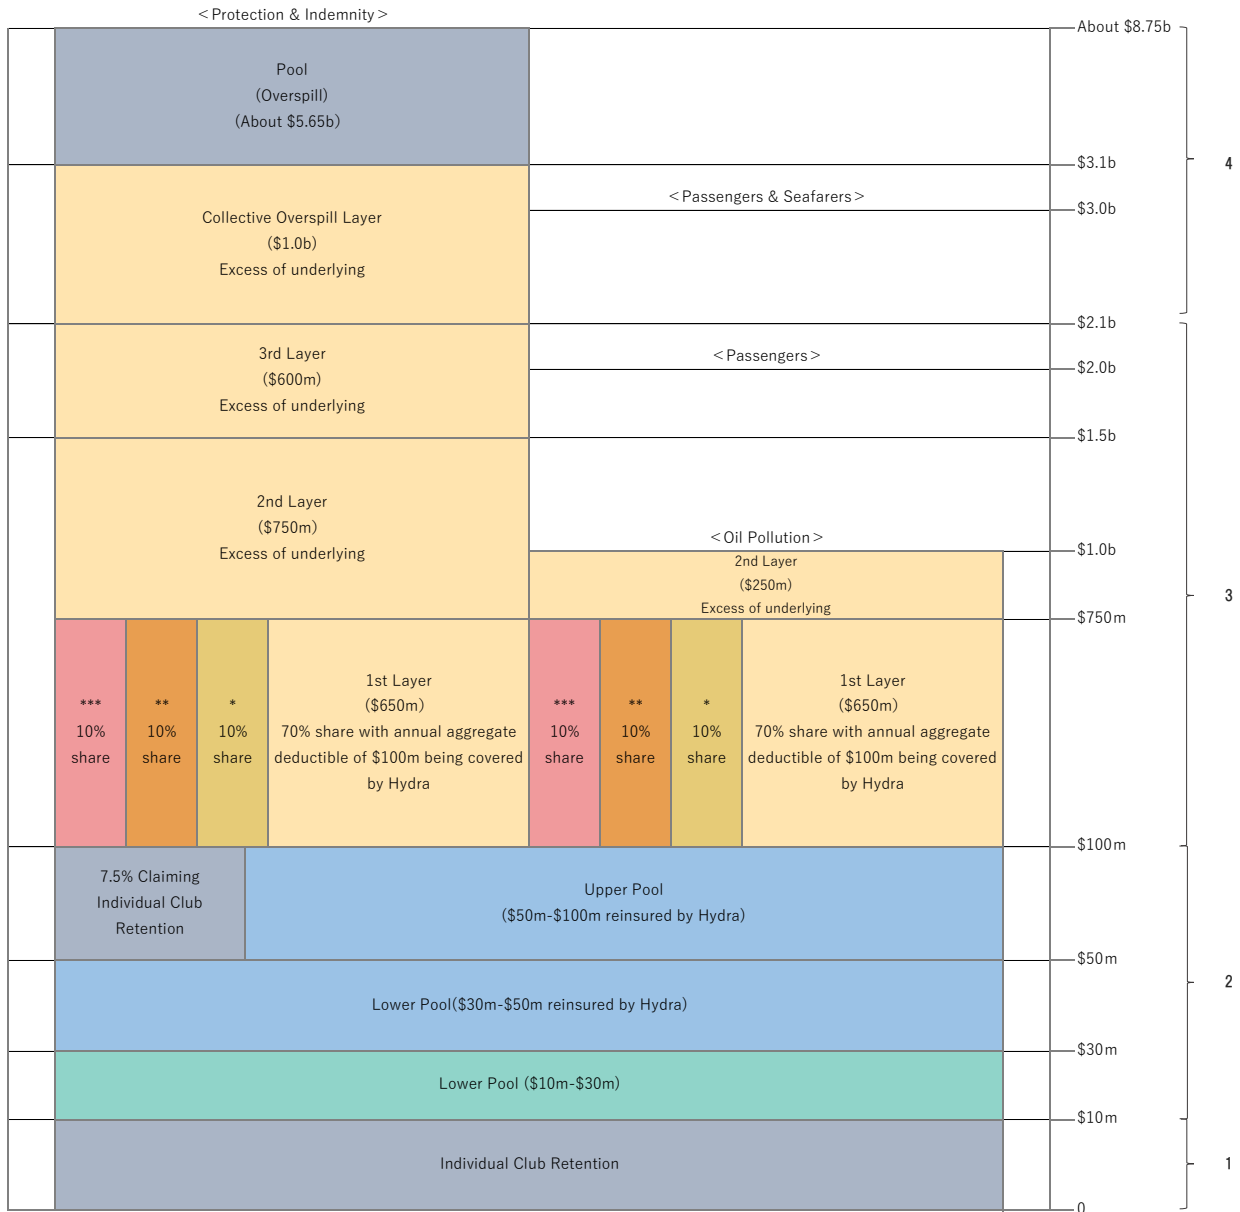 <Protection & Indemnity>
About $8.75b
Pool
(Overspill)
(About $5.65b)
$3.1b
4
<Passengers & Seafarers>
$3.0b
Collective Overspill Layer
($1.0b)
Excess of underlying
$2.1b
3rd Layer
($600m)
Excess of underlying
<Passengers>
$2.0b
$1.5b
2nd Layer
($750m)
Excess of underlying
<Oil Pollution>
$1.0b
2nd Layer
($250m)
Excess of underlying
3
$750m
***
10%
share
**
10%
share
*
10%
share
1st Layer
($650m)
70% share with annual aggregate
deductible of $100m being covered
by Hydra
***
10%
share
**
10%
share
*
10%
share
1st Layer
($650m)
70% share with annual aggregate
deductible of $100m being covered
by Hydra
$100m
7.5% Claiming
Individual Club
Retention
Upper Pool
($50m-$100m reinsured by Hydra)
$50m
2
Lower Pool($30m-$50m reinsured by Hydra)
$30m
Lower Pool ($10m-$30m)
$10m
Individual Club Retention
1
0